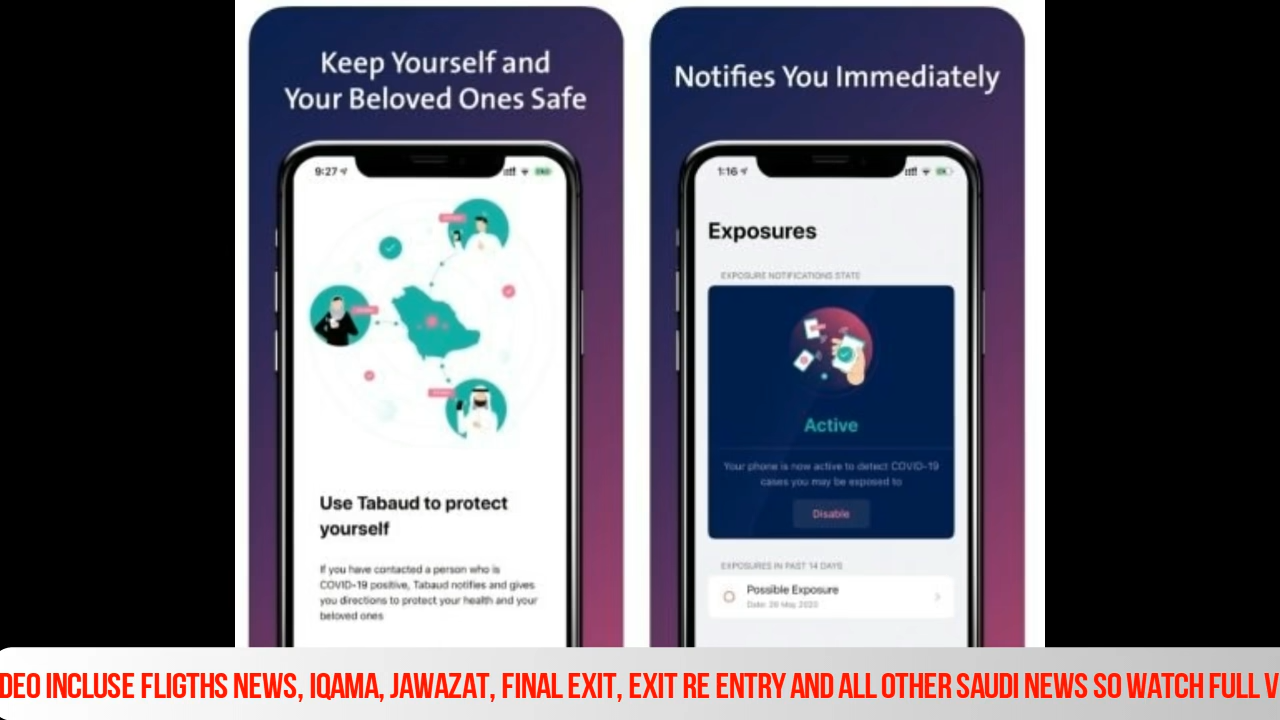 Keep Yourself and
Your Beloved Ones Safe
9:27
Use Tabaud to protect
yourself
If you have contacted a person who is
COVID-19 positive, Tabaud notifies and gives
you directions to protect your health and your
beloved ones
Notifies You Immediately
1:16
Exposures
EXPOSURE NOTIFICATIONS STATE
Active
Your phone is now active to detect COVID-19
cases you may be exposed to
Disable
EXPOSURES IN PAST 14 DAYS
Possible Exposure
Date: 28 May, 2020
DEO INCLUSE FLIGTHS NEWS, IQAMA, JAWAZAT, FINAL EXIT, EXIT RE ENTRY AND ALL OTHER SAUDI NEWS SO WATCH FULL V